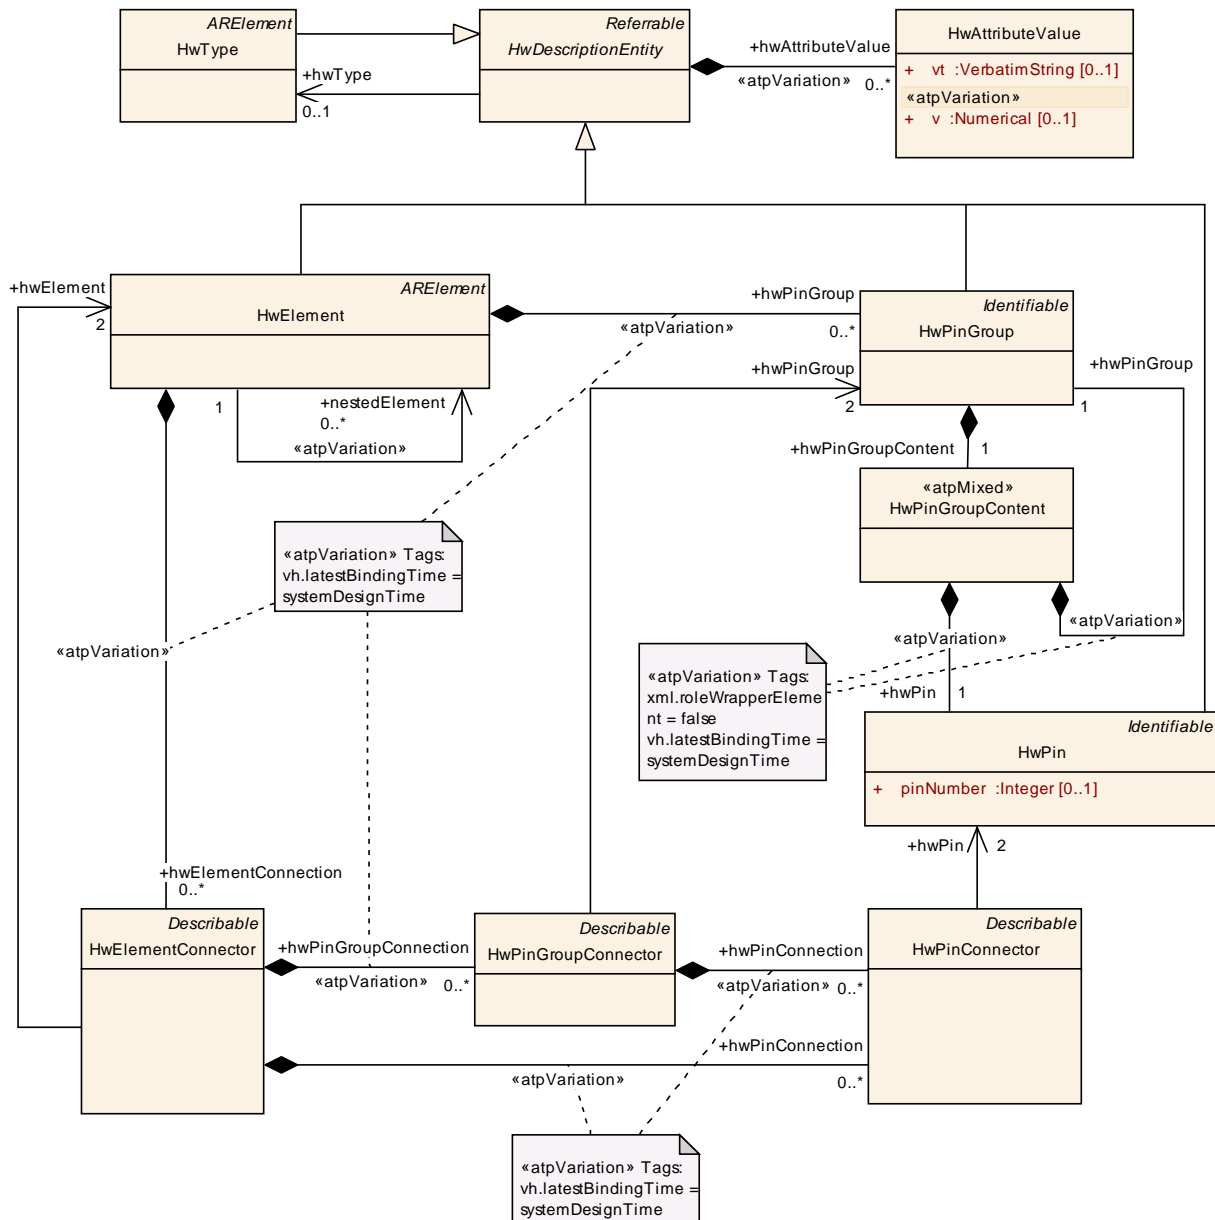 ARElement
HwType
Referrable
HwDescriptionEntity
+hwAttributeValue
«atpVariation» 0..*
HwAttributeValue
+ vt :VerbatimString [0..1]
«atpVariation»
+ v :Numerical [0..1]
+hwType
0..1
+hwElement
2
ARElement
HwElement
+hwPinGroup
«atpVariation»
0..*
Identifiable
HwPinGroup
+hwPinGroup
2
+hwPinGroup
1
1
+nestedElement
0..*
«atpVariation»
+hwPinGroupContent
1
«atpMixed»
HwPinGroupContent
«atpVariation» Tags:
vh.latestBindingTime =
systemDesignTime
«atpVariation»
«atpVariation»
«atpVariation»
«atpVariation» Tags:
xml.roleWrapperEleme
nt = false
vh.latestBindingTime =
systemDesignTime
+hwPin
1
Identifiable
HwPin
+ pinNumber :Integer [0..1]
+hwPin
2
+hwElementConnection
0..*
Describable
HwElementConnector
+hwPinGroupConnection
«atpVariation» 0..*
Describable
HwPinGroupConnector
+hwPinConnection
«atpVariation» 0..*
Describable
HwPinConnector
+hwPinConnection
«atpVariation»
0..*
«atpVariation» Tags:
vh.latestBindingTime =
systemDesignTime